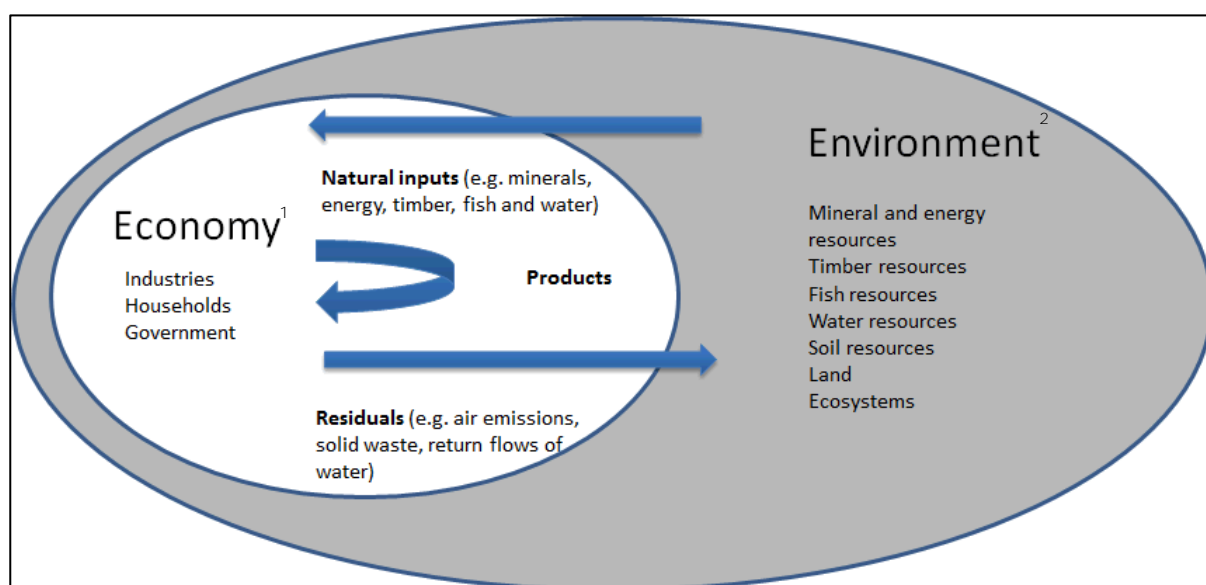 Economy1
Industries
Households
Government
Natural inputs (e.g. minerals,
energy, timber, fish and water)
Products
Residuals (e.g. air emissions,
solid waste, return flows of
water)
Environment2
Mineral and energy
resources
Timber resources
Fish resources
Water resources
Soil resources
Land
Ecosystems